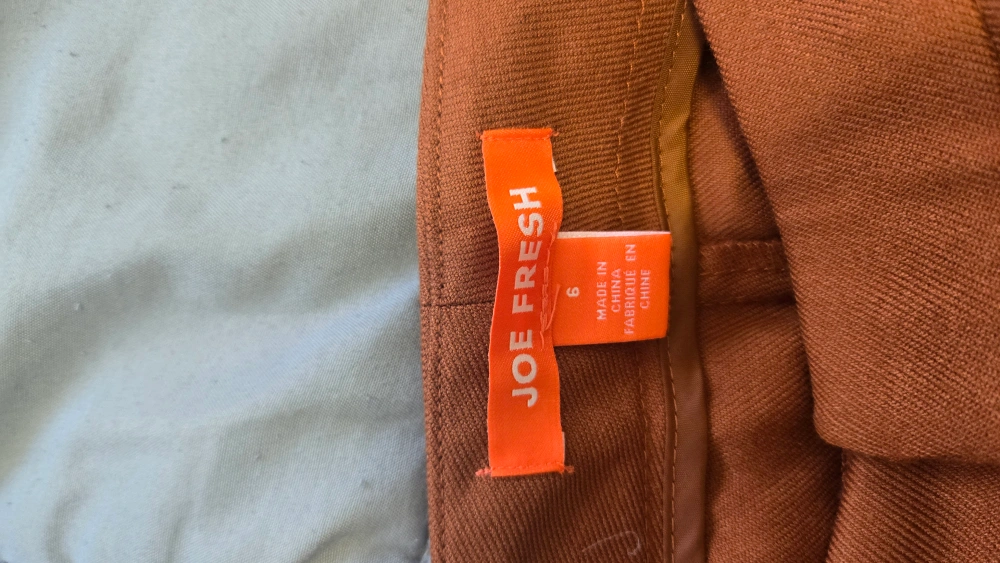 JOE FRESH
6
MADE IN
CHINA
FABRIQUÉ EN
CHINE